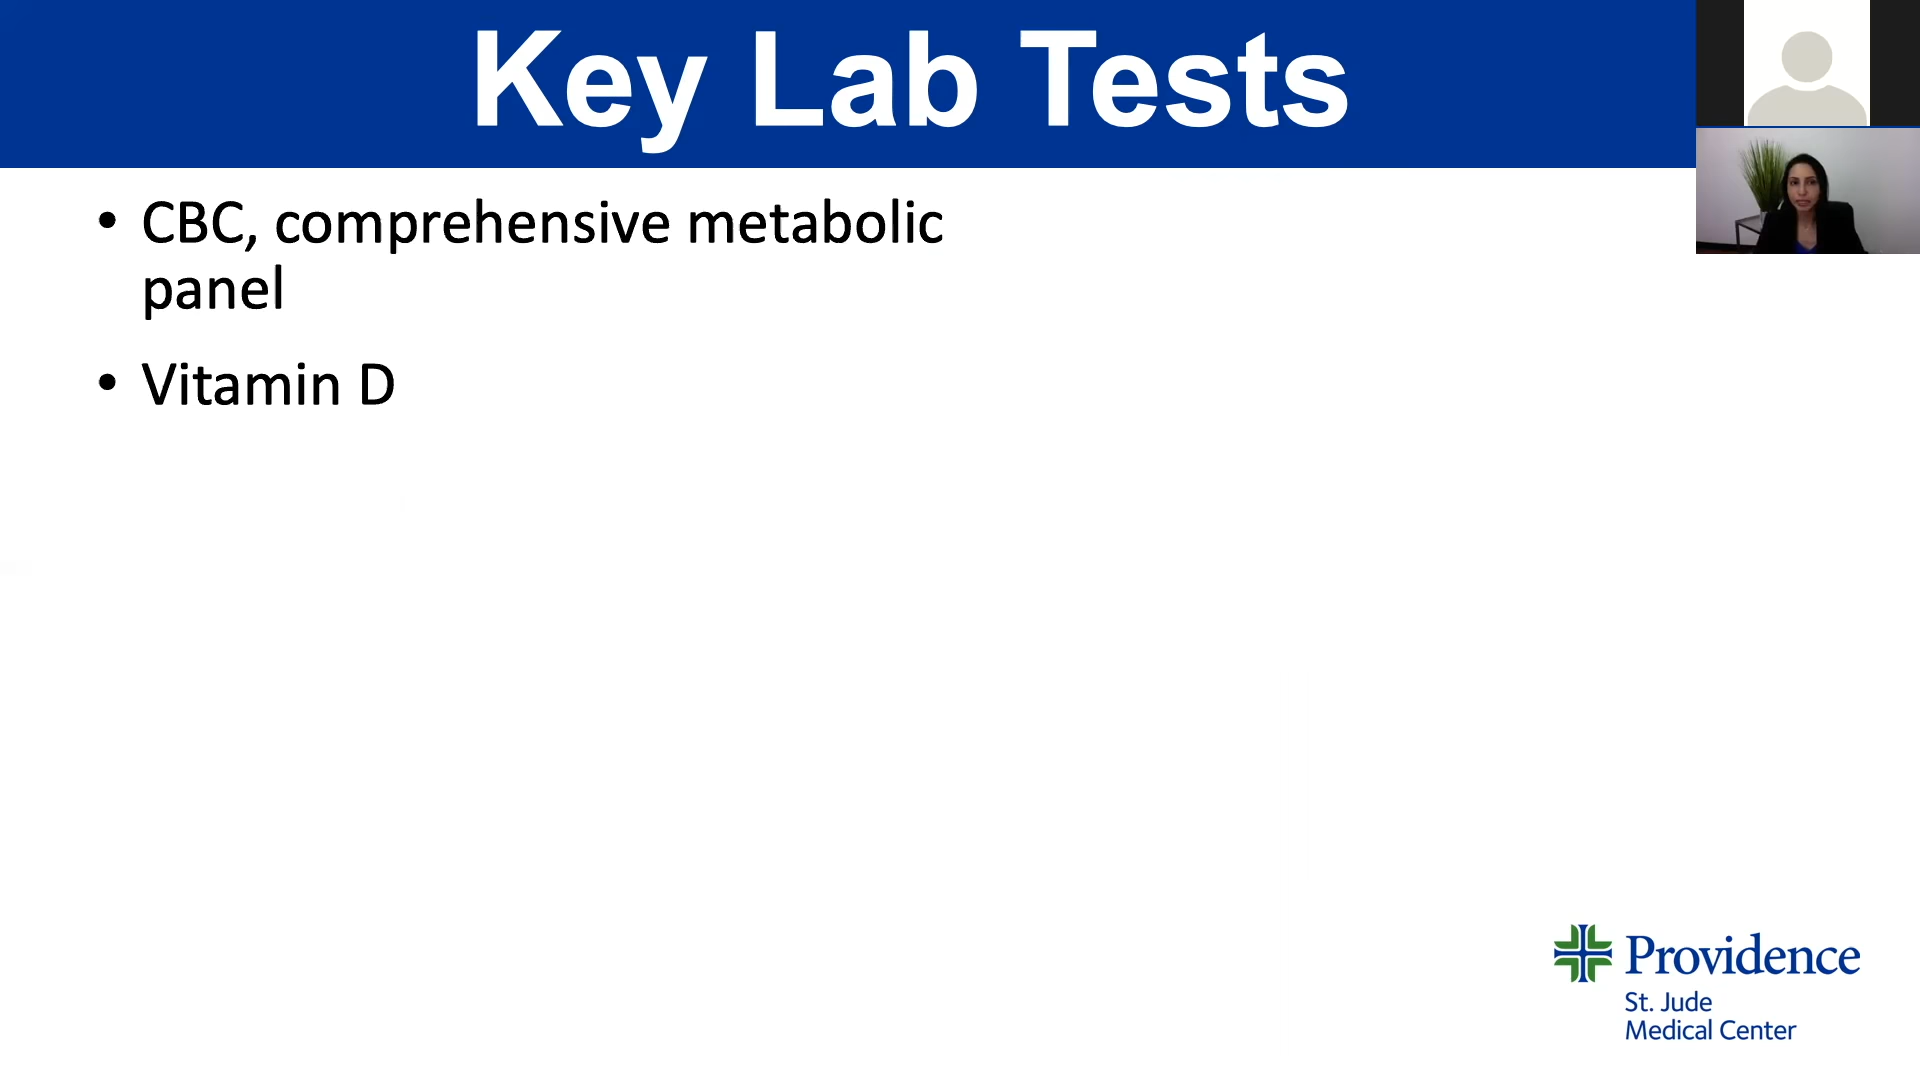 Key Lab Tests
• CBC, comprehensive metabolic
panel
• Vitamin D
Providence
St. Jude
Medical Center